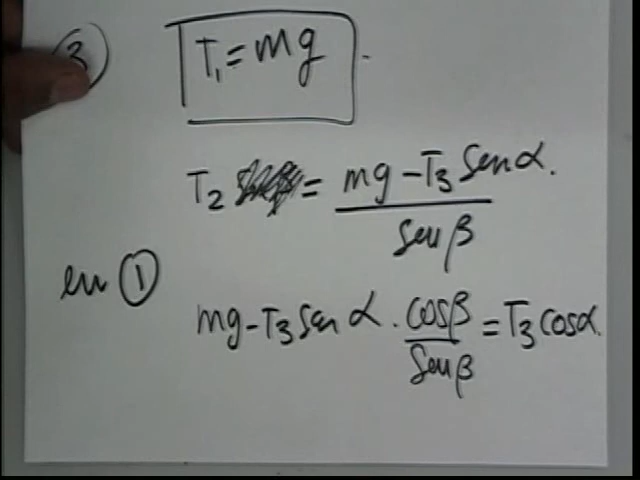 ③ T₁ = mg .
T₂ = mg - T₃ sen α. / sen β
en ① 
mg - T₃ sen α . cos β / sen β = T₃ cos α.